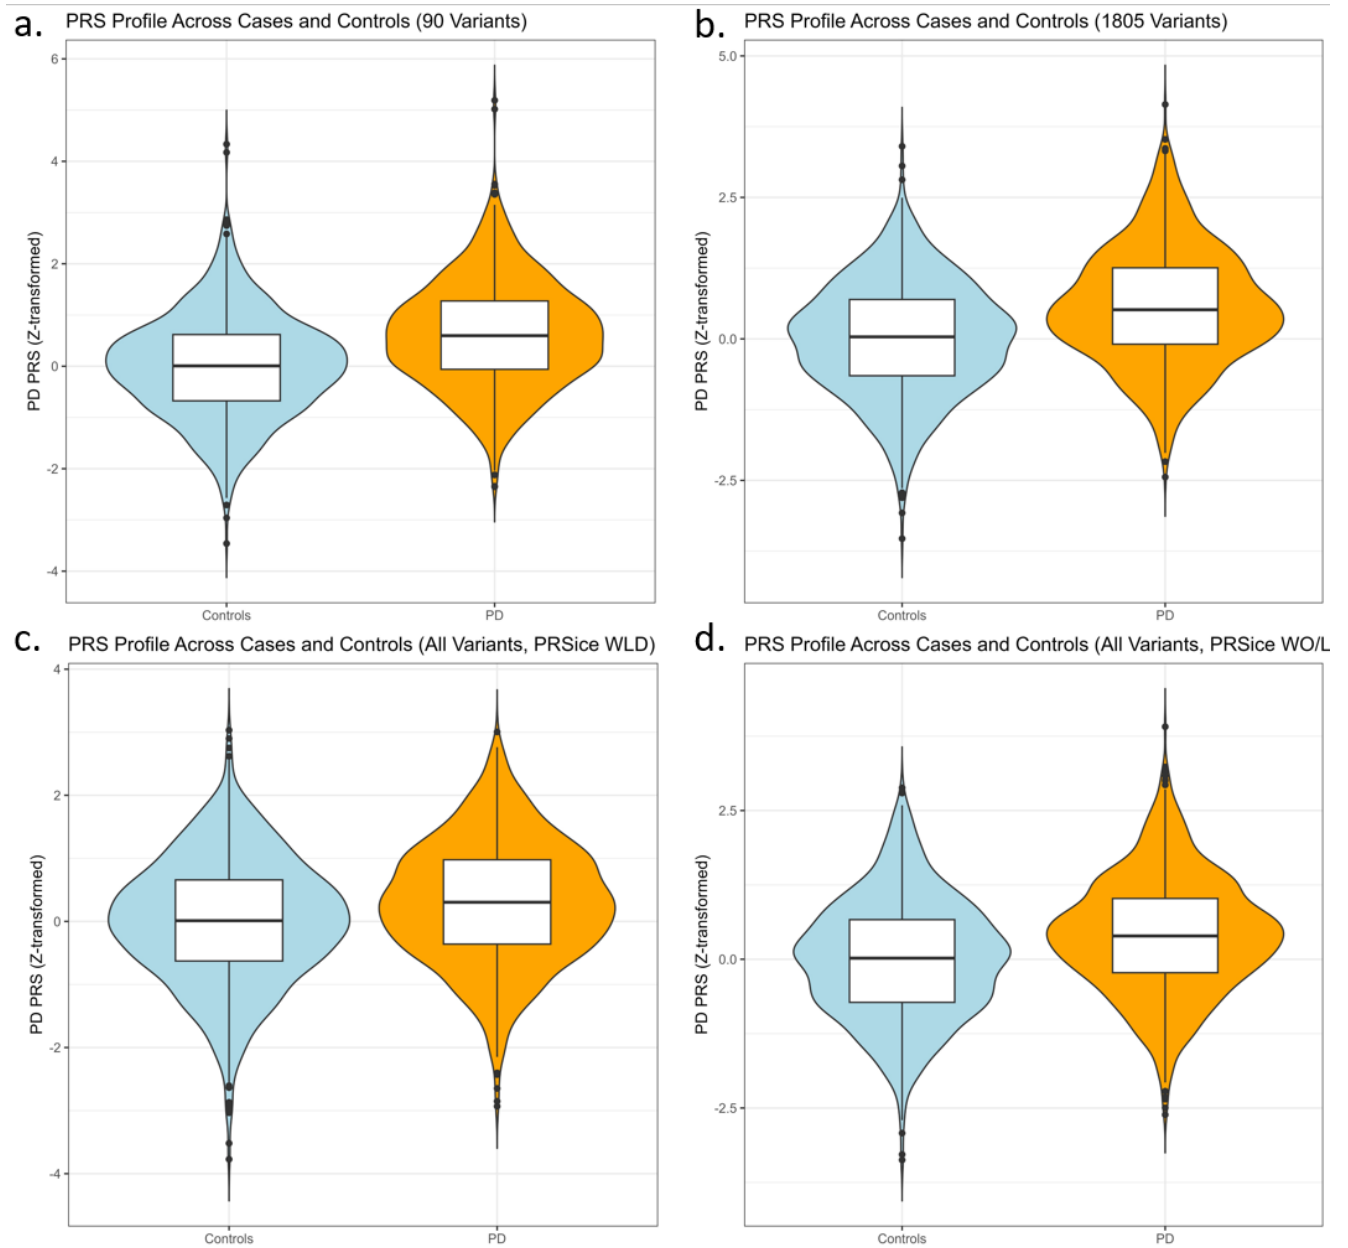 a. PRS Profile Across Cases and Controls (90 Variants)
6
4
2
0
-2
-4
PD PRS (Z-transformed)
Controls PD
b. PRS Profile Across Cases and Controls (1805 Variants)
5.0
2.5
0.0
-2.5
PD PRS (Z-transformed)
Controls PD
c. PRS Profile Across Cases and Controls (All Variants, PRSice WLD)
4
2
0
-2
-4
PD PRS (Z-transformed)
Controls PD
d. PRS Profile Across Cases and Controls (All Variants, PRSice WO/L
2.5
0.0
-2.5
PD PRS (Z-transformed)
Controls PD